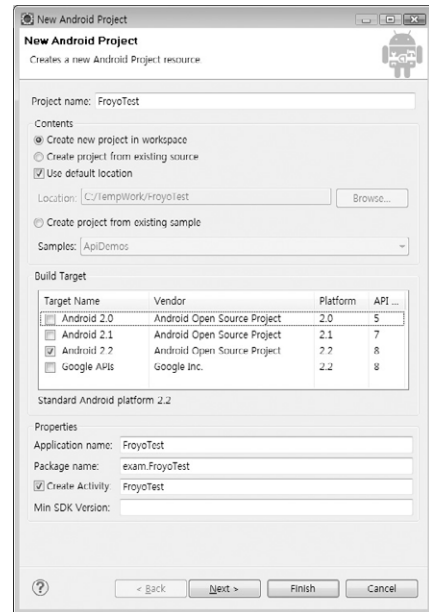 New Android Project
New Android Project
Creates a new Android Project resource.
Project name: FroyoTest
Contents
Create new project in workspace
Create project from existing source
Use default location
Location: C:/TempWork/FroyoTest Browse...
Create project from existing sample
Samples: ApiDemos
Build Target
Target Name Vendor Platform API ...
Android 2.0 Android Open Source Project 2.0 5
Android 2.1 Android Open Source Project 2.1 7
Android 2.2 Android Open Source Project 2.2 8
Google APIs Google Inc. 2.2 8
Standard Android platform 2.2
Properties
Application name: FroyoTest
Package name: exam.FroyoTest
Create Activity: FroyoTest
Min SDK Version:
? < Back Next > Finish Cancel